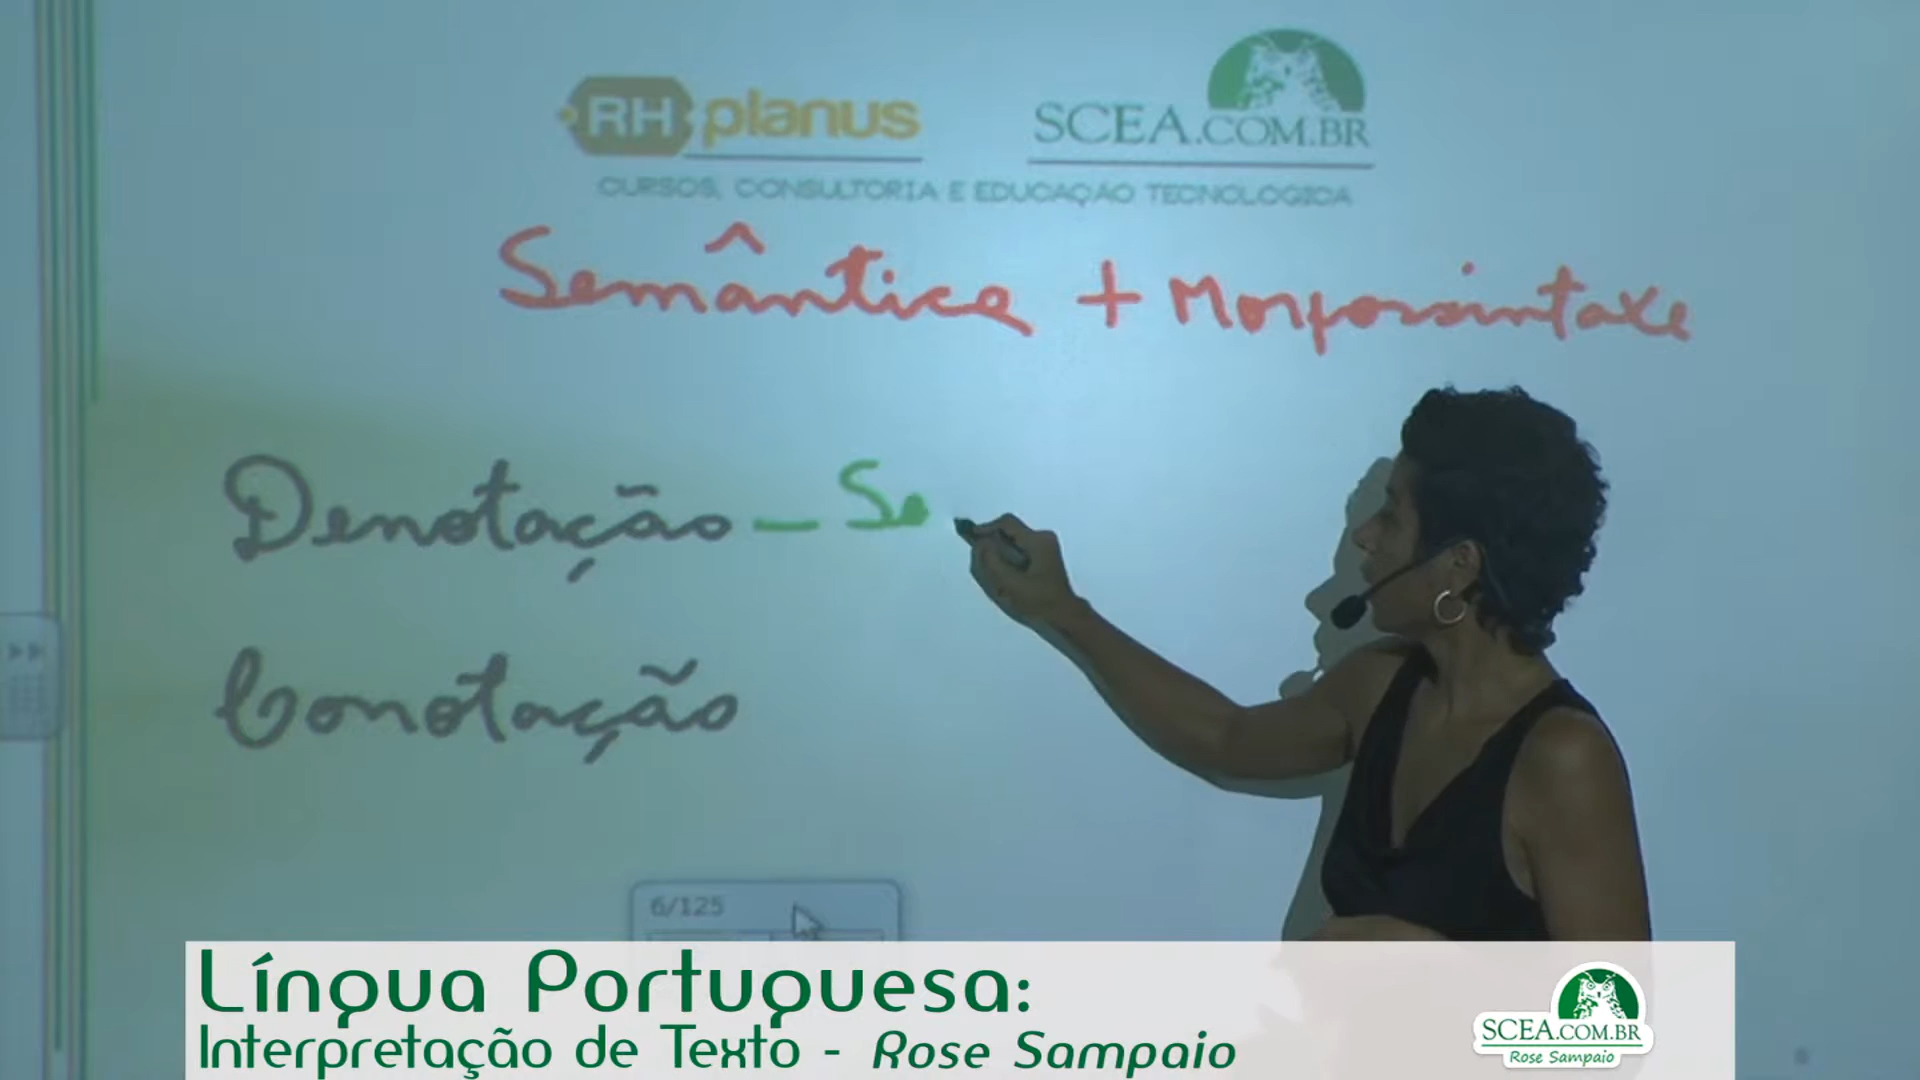 RH planus
SCEA.COM.BR
CURSOS, CONSULTORIA E EDUCAÇÃO TECNOLOGICA
Semântica + Morfossintaxe
Denotação - Se
Conotação
6/125
Língua Portuguesa:
Interpretação de Texto - Rose Sampaio
SCEA.COM.BR
Rose Sampaio